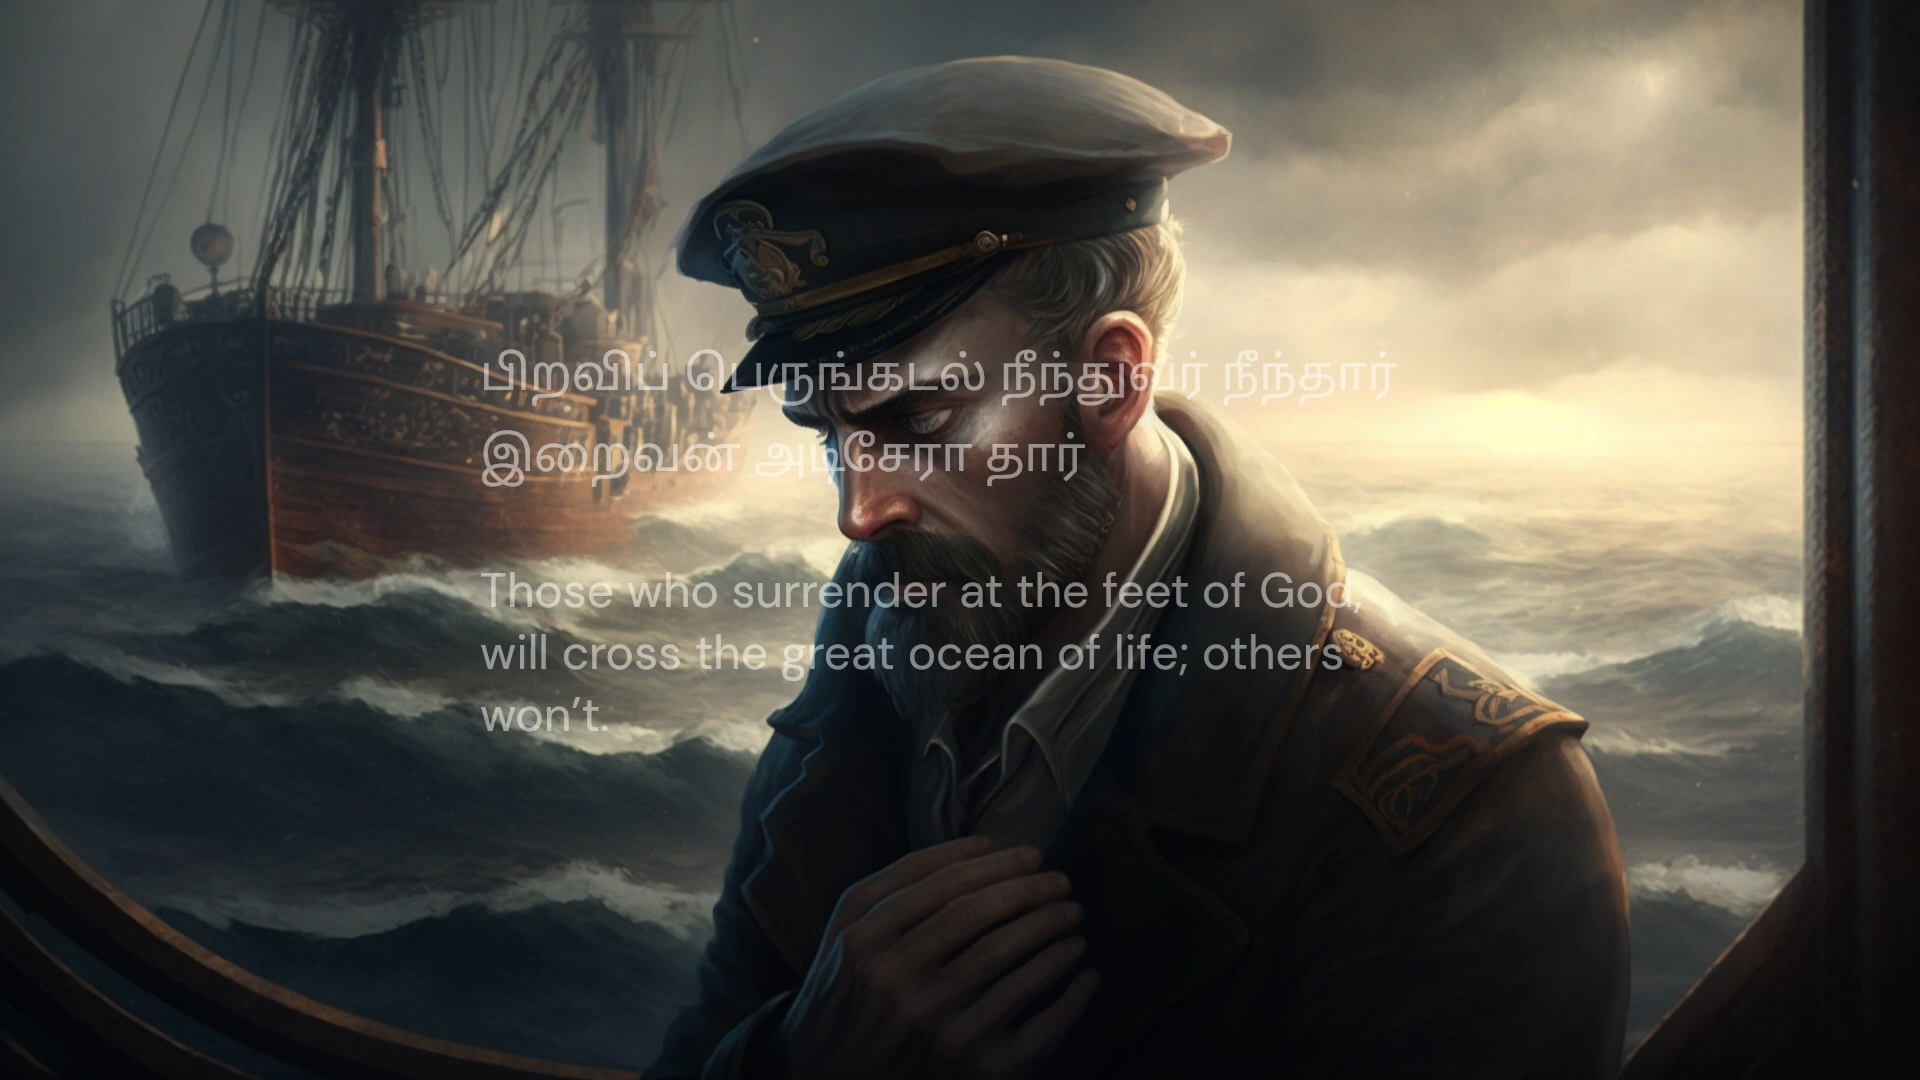 பிறவிப் பெருங்கடல் நீந்துவர் நீந்தார்
இறைவன் அடிசேரா தார்
Those who surrender at the feet of God,
will cross the great ocean of life; others
won’t.